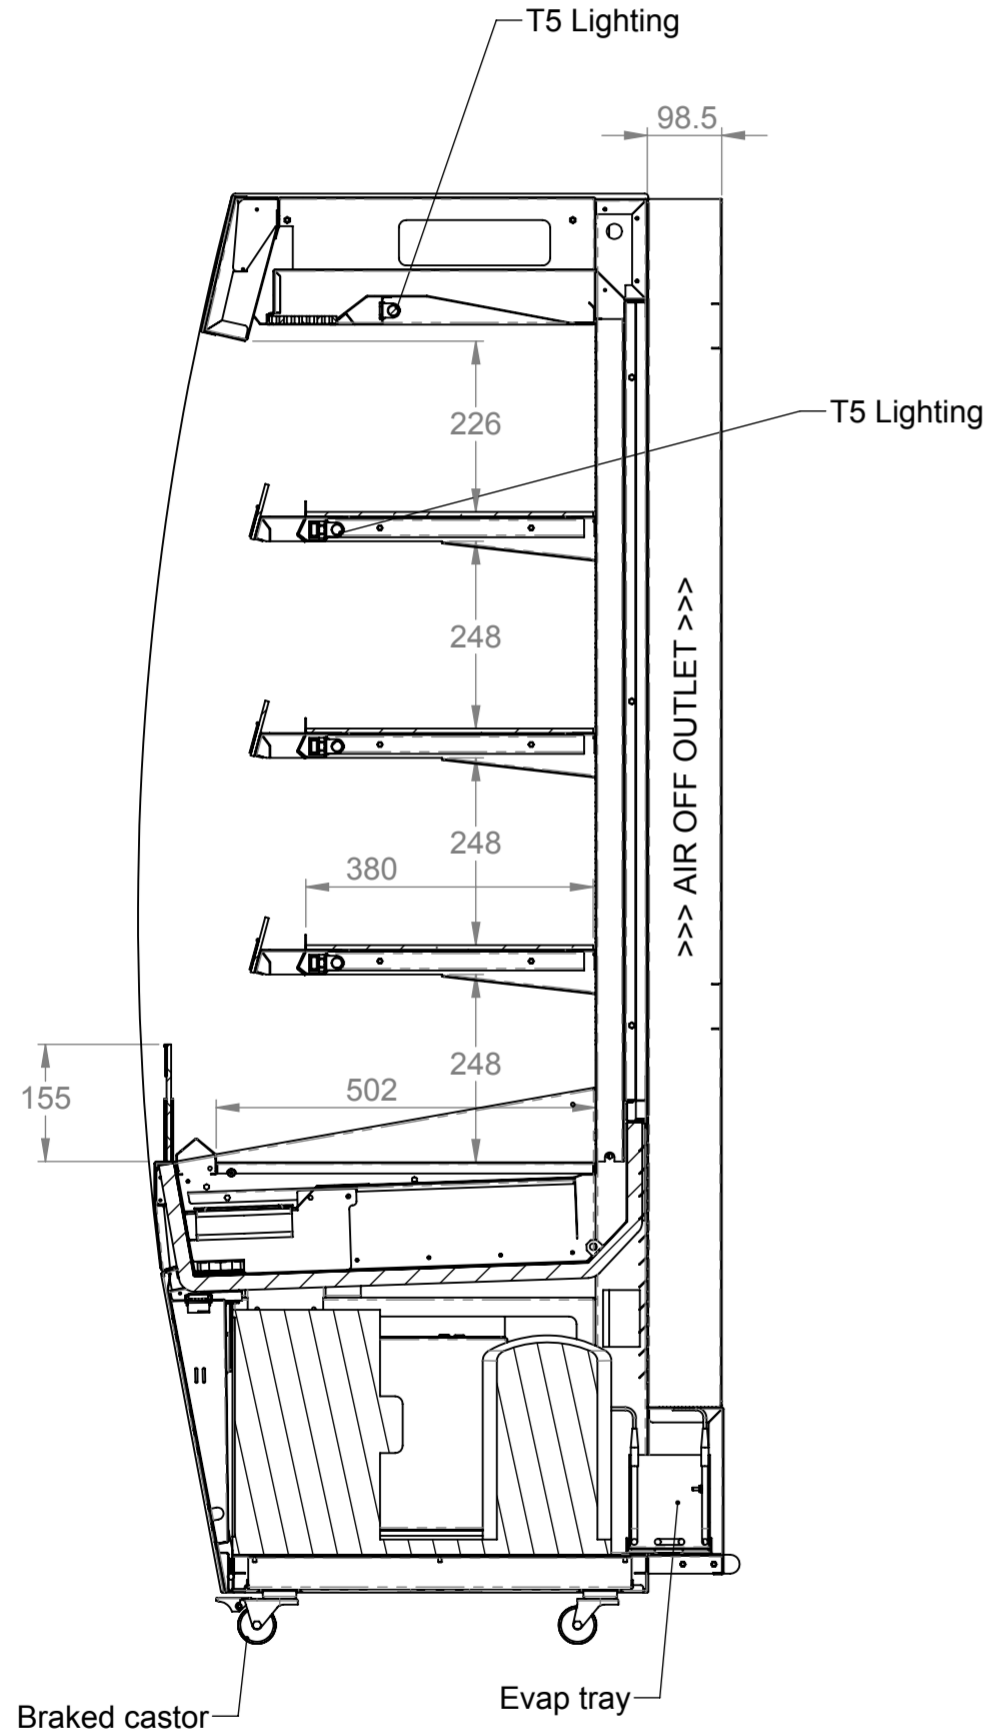 T5 Lighting
98.5
226
T5 Lighting
248
>>> AIR OFF OUTLET >>>
248
380
248
502
155
Evap tray
Braked castor